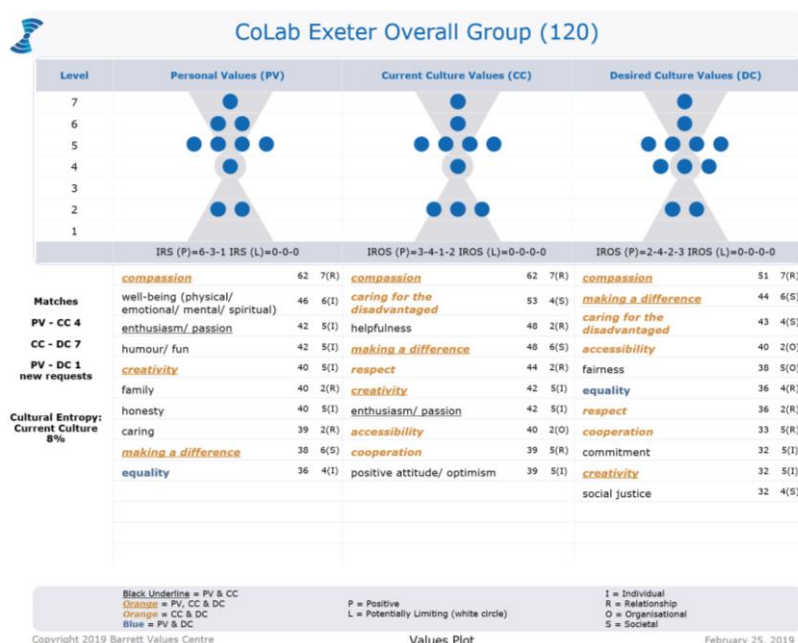 CoLab Exeter Overall Group (120)
Level
Personal Values (PV)
Current Culture Values (CC)
Desired Culture Values (DC)
7
6
5
4
3
2
1
IRS (P)=6-3-1 IRS (L)=0-0-0
IROS (P)=3-4-1-2 IROS (L)=0-0-0-0
IROS (P)=2-4-2-3 IROS (L)=0-0-0-0
Matches
PV - CC 4
CC - DC 7
PV - DC 1
new requests
Cultural Entropy:
Current Culture
8%
compassion 62 7(R)
well-being (physical/
emotional/ mental/ spiritual) 46 6(I)
enthusiasm/ passion 42 5(I)
humour/ fun 42 5(I)
creativity 40 5(I)
family 40 2(R)
honesty 40 5(I)
caring 39 2(R)
making a difference 38 6(S)
equality 36 4(I)
compassion 62 7(R)
caring for the
disadvantaged 53 4(S)
helpfulness 48 2(R)
making a difference 48 6(S)
respect 44 2(R)
creativity 42 5(I)
enthusiasm/ passion 42 5(I)
accessibility 40 2(O)
cooperation 39 5(R)
positive attitude/ optimism 39 5(I)
compassion 51 7(R)
making a difference 44 6(S)
caring for the
disadvantaged 43 4(S)
accessibility 40 2(O)
fairness 38 5(O)
equality 36 4(R)
respect 36 2(R)
cooperation 33 5(R)
commitment 32 5(I)
creativity 32 5(I)
social justice 32 4(S)
Black Underline = PV & CC
Orange = PV, CC & DC
Orange = CC & DC
Blue = PV & DC
P = Positive
L = Potentially Limiting (white circle)
I = Individual
R = Relationship
O = Organisational
S = Societal
Copyright 2019 Barrett Values Centre
Values Plot
February 25, 2019